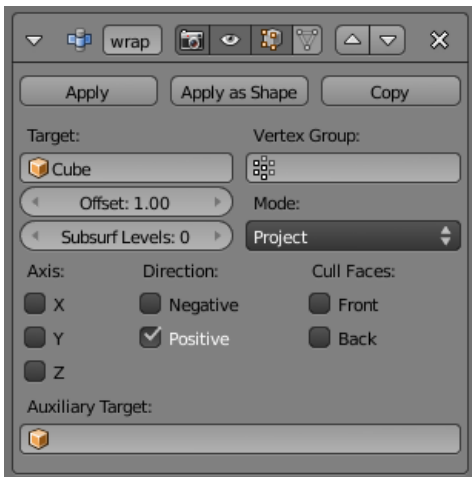 wrap
Apply Apply as Shape Copy
Target: Vertex Group:
Cube
Offset: 1.00 Mode:
Subsurf Levels: 0 Project
Axis: Direction: Cull Faces:
X Negative Front
Y Positive Back
Z
Auxiliary Target: